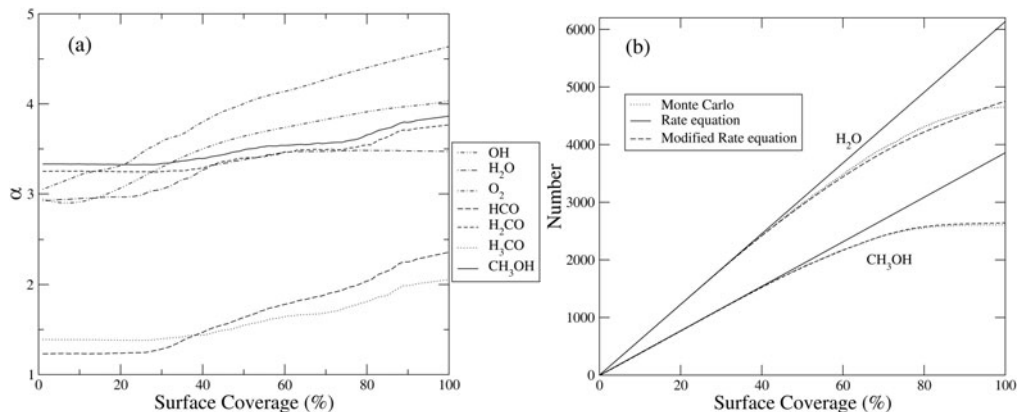 (a)
5
4
3
2
1
α
0
20
40
60
80
100
Surface Coverage (%)
OH
H₂O
O₂
HCO
H₂CO
H₃CO
CH₃OH
(b)
6000
5000
4000
3000
2000
1000
0
Number
Monte Carlo
Rate equation
Modified Rate equation
H₂O
CH₃OH
0
20
40
60
80
100
Surface Coverage (%)